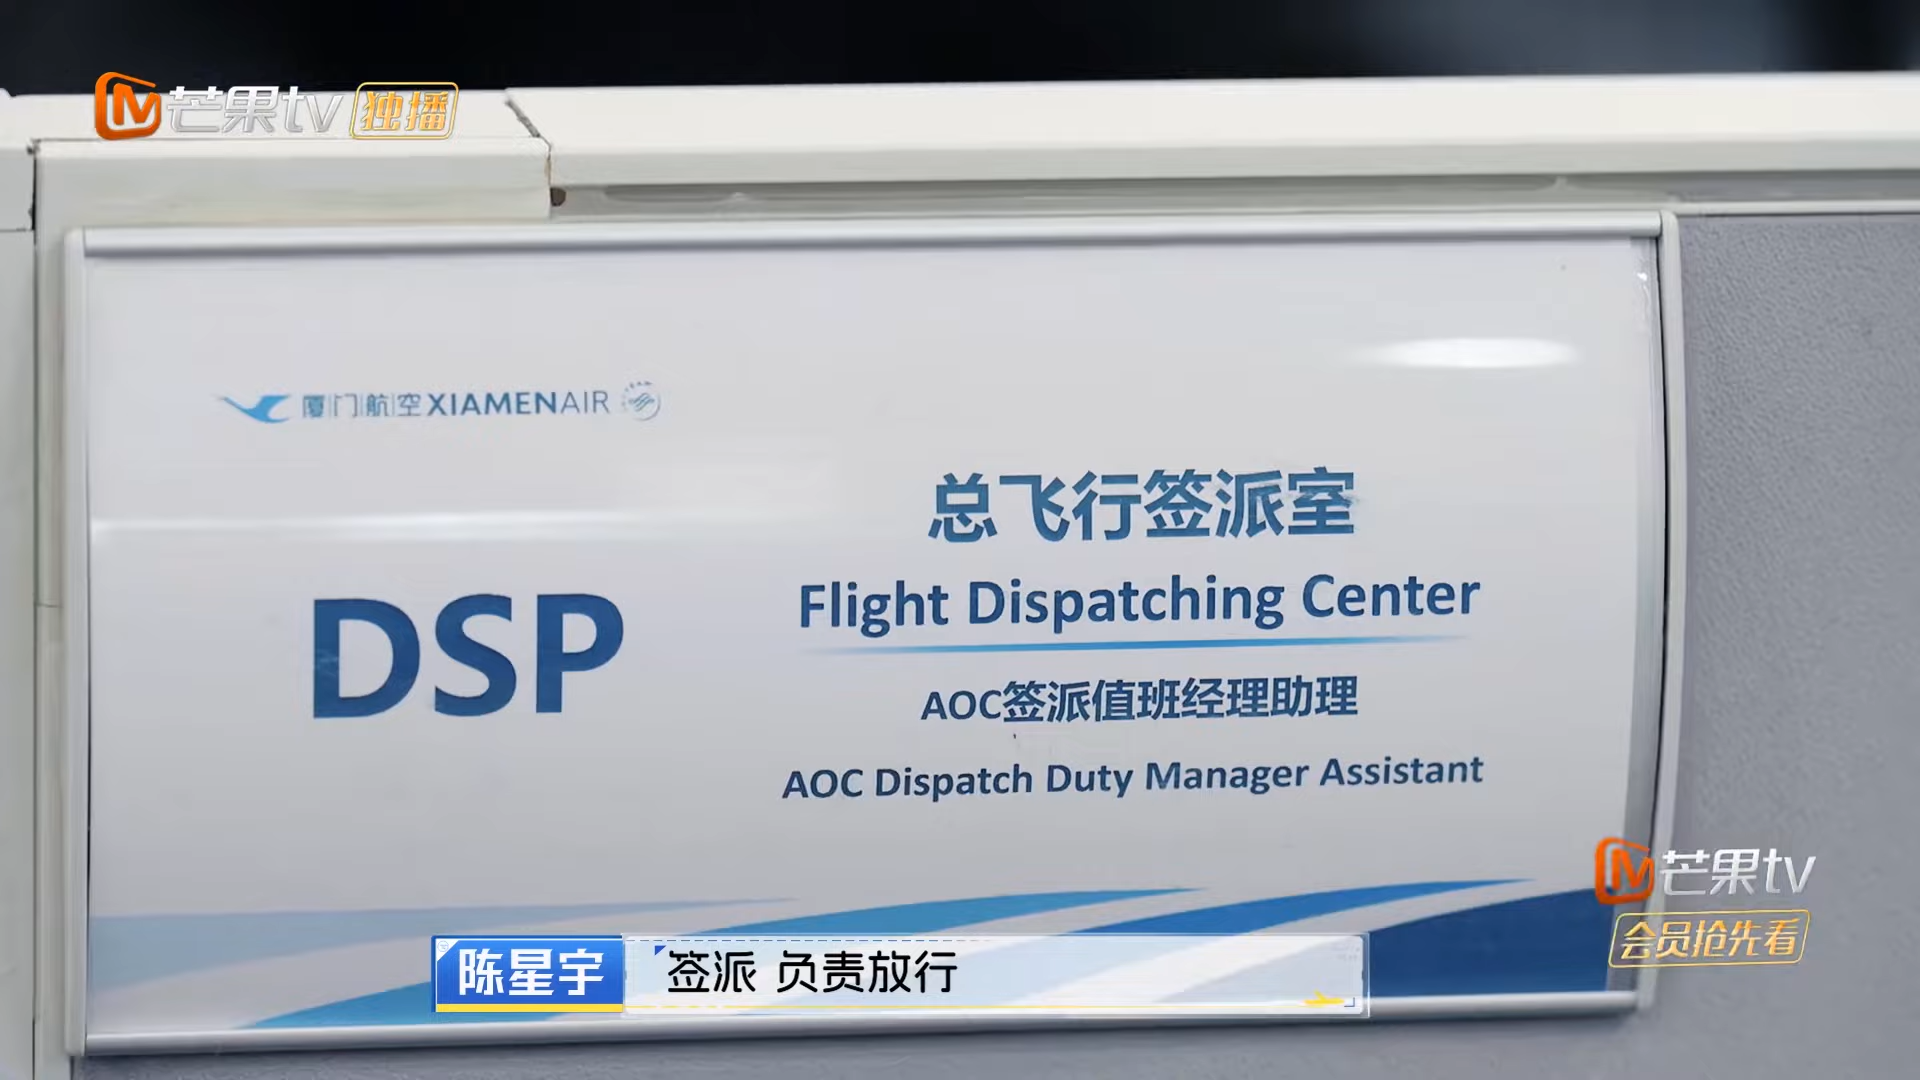 芒果tv 独播
厦门航空 XIAMENAIR
总飞行签派室
Flight Dispatching Center
DSP
AOC签派值班经理助理
AOC Dispatch Duty Manager Assistant
芒果tv
会员抢先看
陈星宇 签派 负责放行